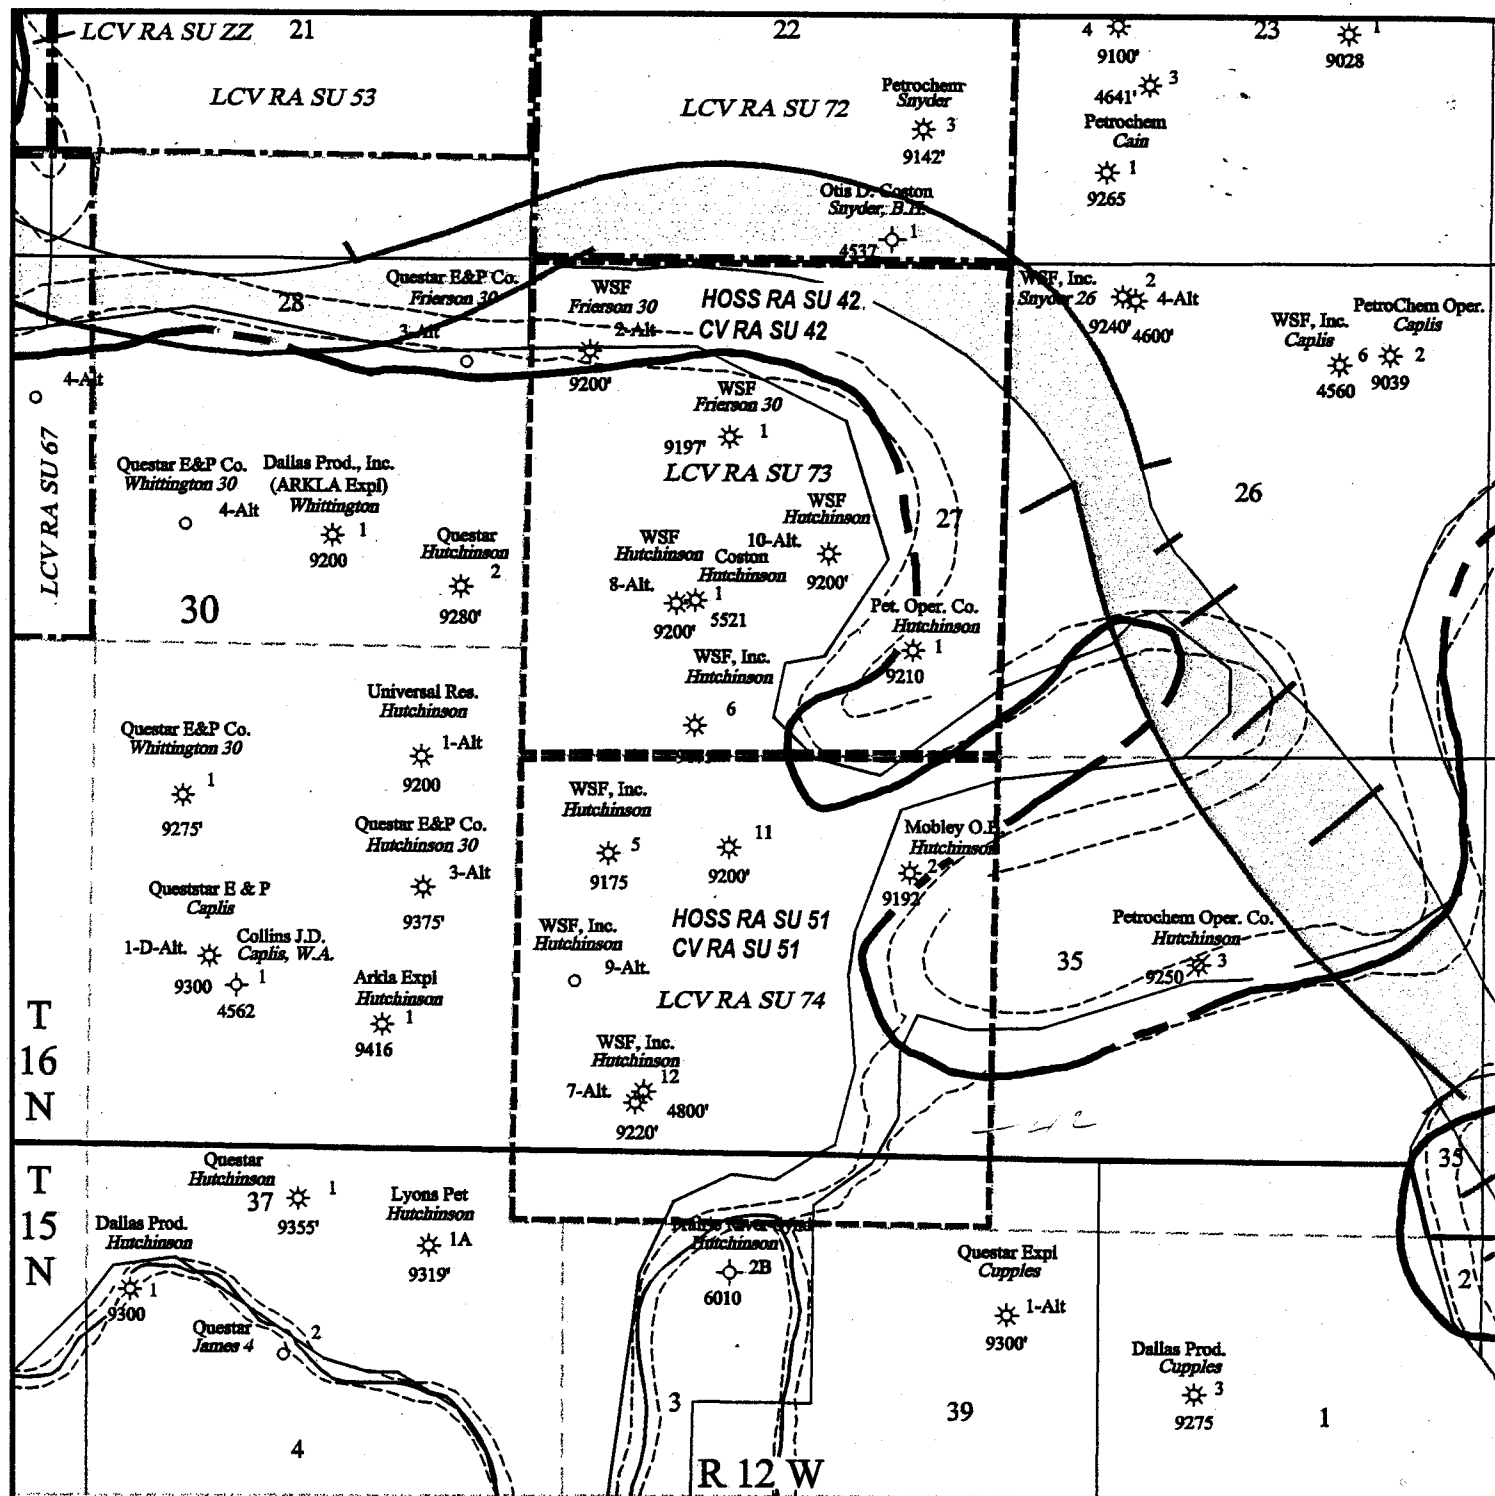 LCV RA SU ZZ
21
22
4
9100'
23
1
9028
LCV RA SU 53
LCV RA SU 72
Petrochem
Snyder
3
9142'
4641'
3
Petrochem
Cain
1
9265
Otis D. Coston
Snyder, B.H.
1
4537
28
Questar E&P Co.
Frierson 30
3-Alt
WSF
Frierson 30
2-Alt
9200'
HOSS RA SU 42
CV RA SU 42
WSF, Inc.
Snyder 26
2
4-Alt
9240'
4600'
WSF, Inc.
Caplis
6
4560
PetroChem Oper.
Caplis
2
9039
4-Alt
WSF
Frierson 30
1
9197'
LCV RA SU 73
LCV RA SU 67
Questar E&P Co.
Whittington 30
4-Alt
Dallas Prod., Inc.
(ARKLA Expl)
Whittington
1
9200
Questar
Hutchinson
2
9280'
30
WSF
Hutchinson
10-Alt.
9200'
27
26
WSF
Hutchinson
8-Alt.
9200'
Coston
Hutchinson
1
5521
Pet. Oper. Co.
Hutchinson
1
9210
WSF, Inc.
Hutchinson
6
Universal Res.
Hutchinson
1-Alt
9200
Questar E&P Co.
Whittington 30
1
9275'
WSF, Inc.
Hutchinson
5
9175
11
9200'
Questar E&P Co.
Hutchinson 30
3-Alt
9375'
Mobley O.E.
Hutchinson
2
9192
Queststar E & P
Caplis
1-D-Alt.
9300
Collins J.D.
Caplis, W.A.
1
4562
WSF, Inc.
Hutchinson
9-Alt.
HOSS RA SU 51
CV RA SU 51
LCV RA SU 74
35
Petrochem Oper. Co.
Hutchinson
3
9250
Arkla Expl
Hutchinson
1
9416
T
16
N
WSF, Inc.
Hutchinson
12
7-Alt.
4800'
9220'
T
15
N
Questar
Hutchinson
37
1
9355'
Lyons Pet
Hutchinson
1A
9319'
35
Dallas Prod.
Hutchinson
1
9300
Questar
James 4
2
Hutchinson
2B
6010
Questar Expl
Cupples
1-Alt
9300'
2
Dallas Prod.
Cupples
3
9275
4
3
39
1
R 12 W